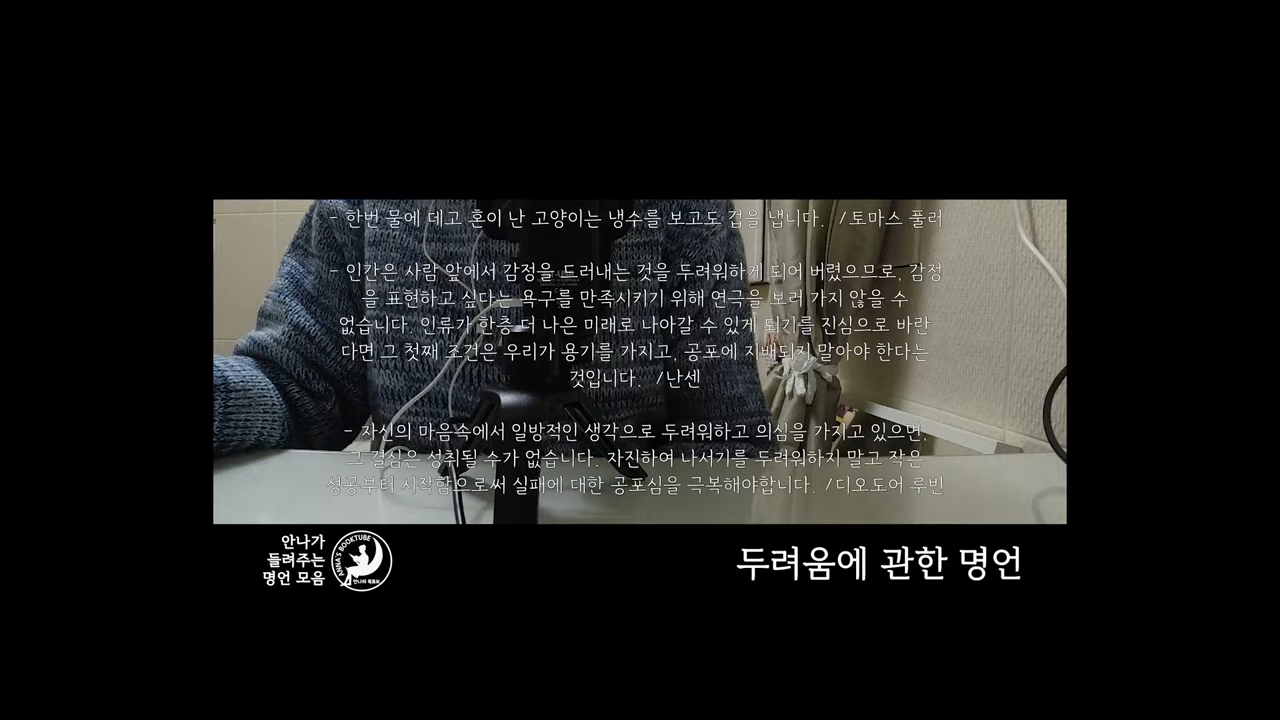 - 한번 물에 데고 혼이 난 고양이는 냉수를 보고도 겁을 냅니다. /토마스 풀러
- 인간은 사람 앞에서 감정을 드러내는 것을 두려워하게 되어 버렸으므로, 감정
을 표현하고 싶다는 욕구를 만족시키기 위해 연극을 보러 가지 않을 수
없습니다. 인류가 한층 더 나은 미래로 나아갈 수 있게 되기를 진심으로 바란
다면 그 첫째 조건은 우리가 용기를 가지고, 공포에 지배되지 말아야 한다는
것입니다. /난센
- 자신의 마음속에서 일방적인 생각으로 두려워하고 의심을 가지고 있으면,
그 결심은 성취될 수가 없습니다. 자진하여 나서기를 두려워하지 말고 작은
성공부터 시작함으로써 실패에 대한 공포심을 극복해야합니다. /디오도어 루빈
안나가
들려주는
명언 모음
ANNA'S BOOKTUBE
안나의 북튜브
두려움에 관한 명언